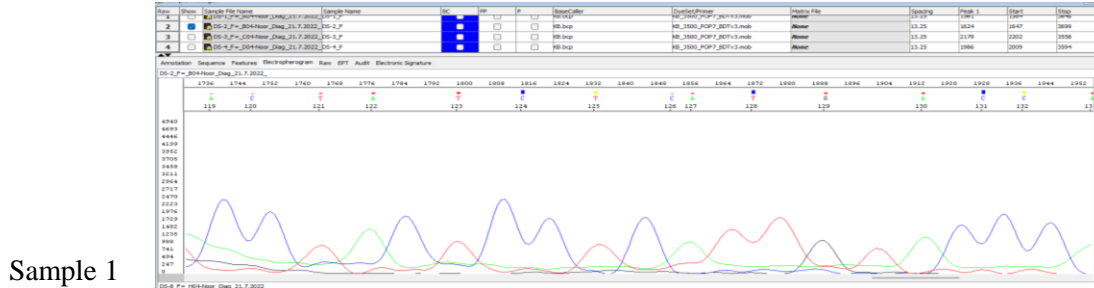 Raw Show Sample File Name Sample Name BC PP P BaseCaller DyeSet/Primer Matrix File Spacing Peak 1 Start Stop
2 DS-2_F=_B04-Noor_Diag_21.7.2022_ DS-2_F KB.bcp KB_3500_POP7_BDTv3.mob None 13.25 1624 1647 3699
3 DS-3_F=_C04-Noor_Diag_21.7.2022_ DS-3_F KB.bcp KB_3500_POP7_BDTv3.mob None 13.25 2179 2202 3558
4 DS-4_F=_D04-Noor_Diag_21.7.2022_ DS-4_F KB.bcp KB_3500_POP7_BDTv3.mob None 13.25 1986 2009 3594
Annotation Sequence Features Electropherogram Raw EPT Audit Electronic Signature
DS-2_F=_B04-Noor_Diag_21.7.2022_
1736 1744 1752 1760 1768 1776 1784 1792 1800 1808 1816 1824 1832 1840 1848 1856 1864 1872 1880 1888 1896 1904 1912 1920 1928 1936 1944 1952
A C T A T C T C A T G A C C
119 120 121 122 123 124 125 126 127 128 129 130 131 132
4940
4693
4446
4199
3952
3705
3458
3211
2964
2717
2470
2223
1976
1729
1482
1235
988
741
494
247
0
Sample 1